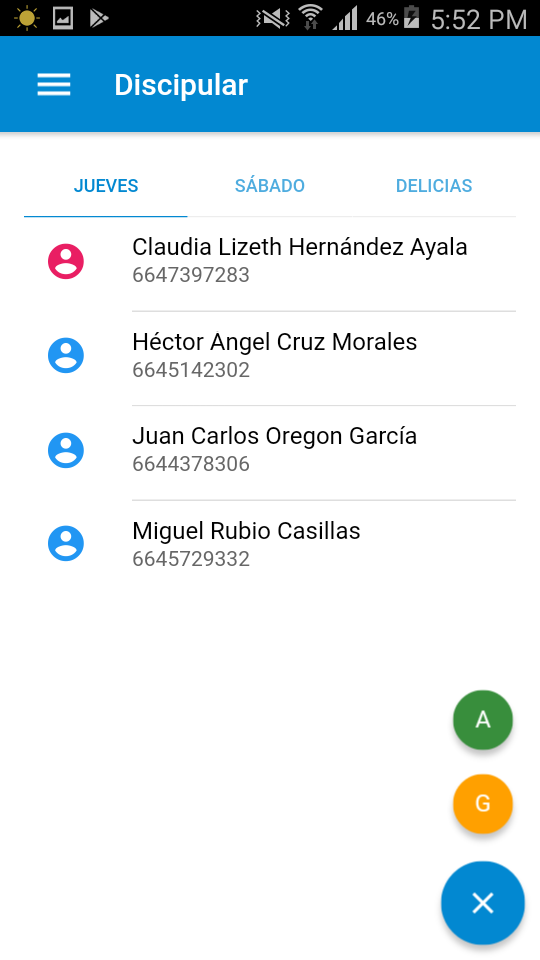 46% 5:52 PM
Discipular
JUEVES SÁBADO DELICIAS
Claudia Lizeth Hernández Ayala
6647397283
Héctor Angel Cruz Morales
6645142302
Juan Carlos Oregon García
6644378306
Miguel Rubio Casillas
6645729332
A
G